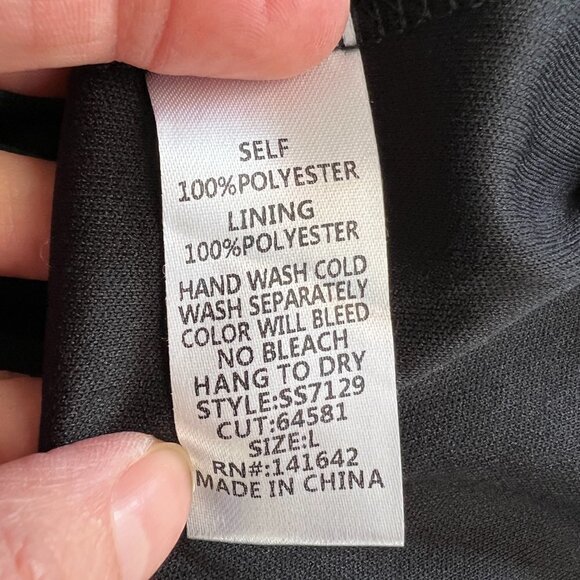 SELF
100%POLYESTER
LINING
100%POLYESTER
HAND WASH COLD
WASH SEPARATELY
COLOR WILL BLEED
NO BLEACH
HANG TO DRY
STYLE:SS7129
CUT:64581
SIZE:L
RN#:141642
MADE IN CHINA